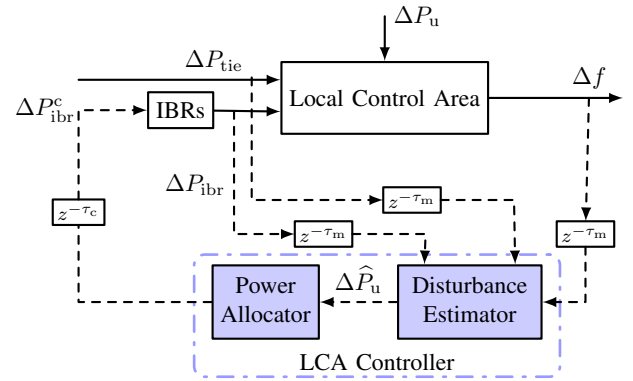 ΔP_u
ΔP_tie
Δf
Local Control Area
ΔP^c_ibr
IBRs
ΔP_ibr
z^{-τ_c}
z^{-τ_m}
z^{-τ_m}
z^{-τ_m}
Power
Allocator
Δ\widehat{P}_u
Disturbance
Estimator
LCA Controller